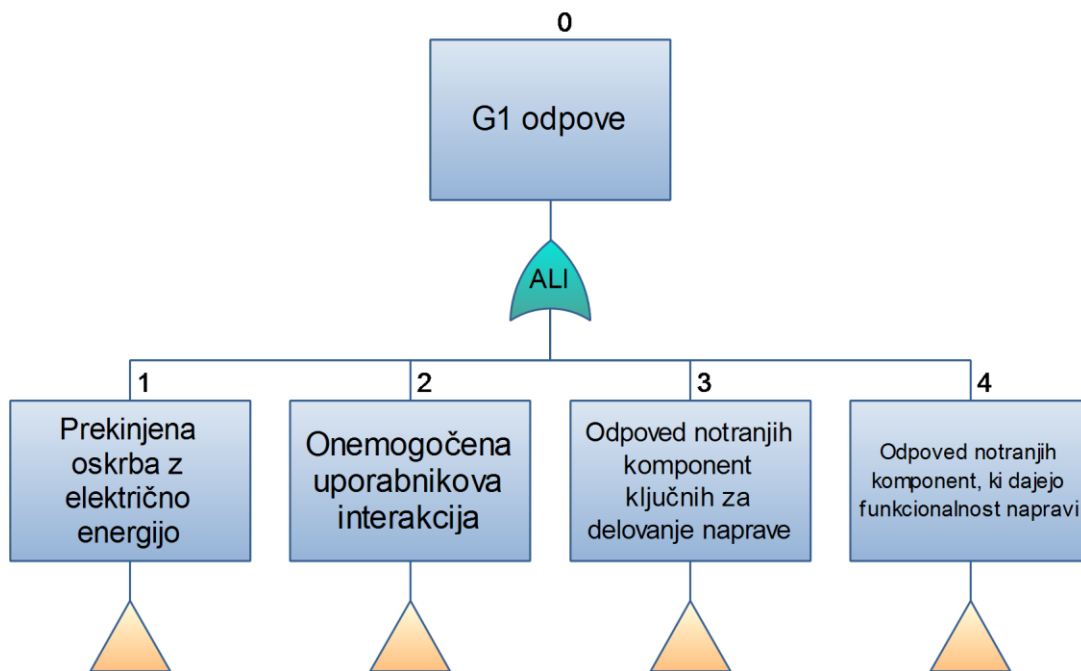 0
G1 odpove
ALI
1
Prekinjena
oskrba z
električno
energijo
2
Onemogočena
uporabnikova
interakcija
3
Odpoved notranjih
komponent
ključnih za
delovanje naprave
4
Odpoved notranjih
komponent, ki dajejo
funkcionalnost napravi